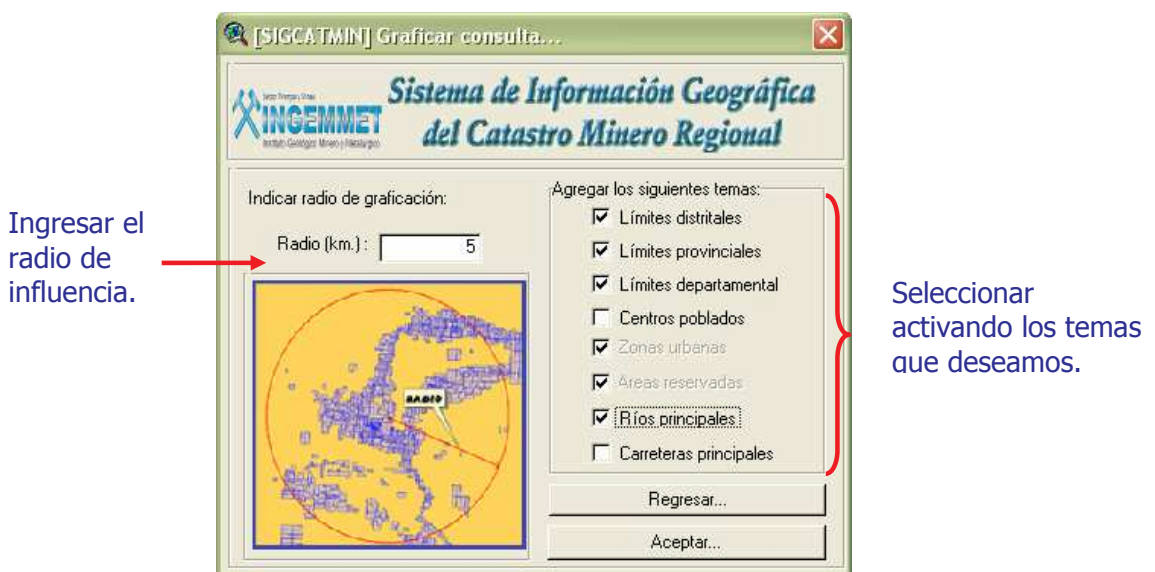 [SIGCATMIN] Graficar consulta...
INGEMMET
Sistema de Información Geográfica
del Catastro Minero Regional
Ingresar el
radio de
influencia.
Indicar radio de graficación:
Radio (km.) : 5
RADIO
Agregar los siguientes temas:
Límites distritales
Límites provinciales
Límites departamental
Centros poblados
Zonas urbanas
Areas reservadas
Ríos principales
Carreteras principales
Regresar...
Aceptar...
Seleccionar
activando los temas
que deseamos.